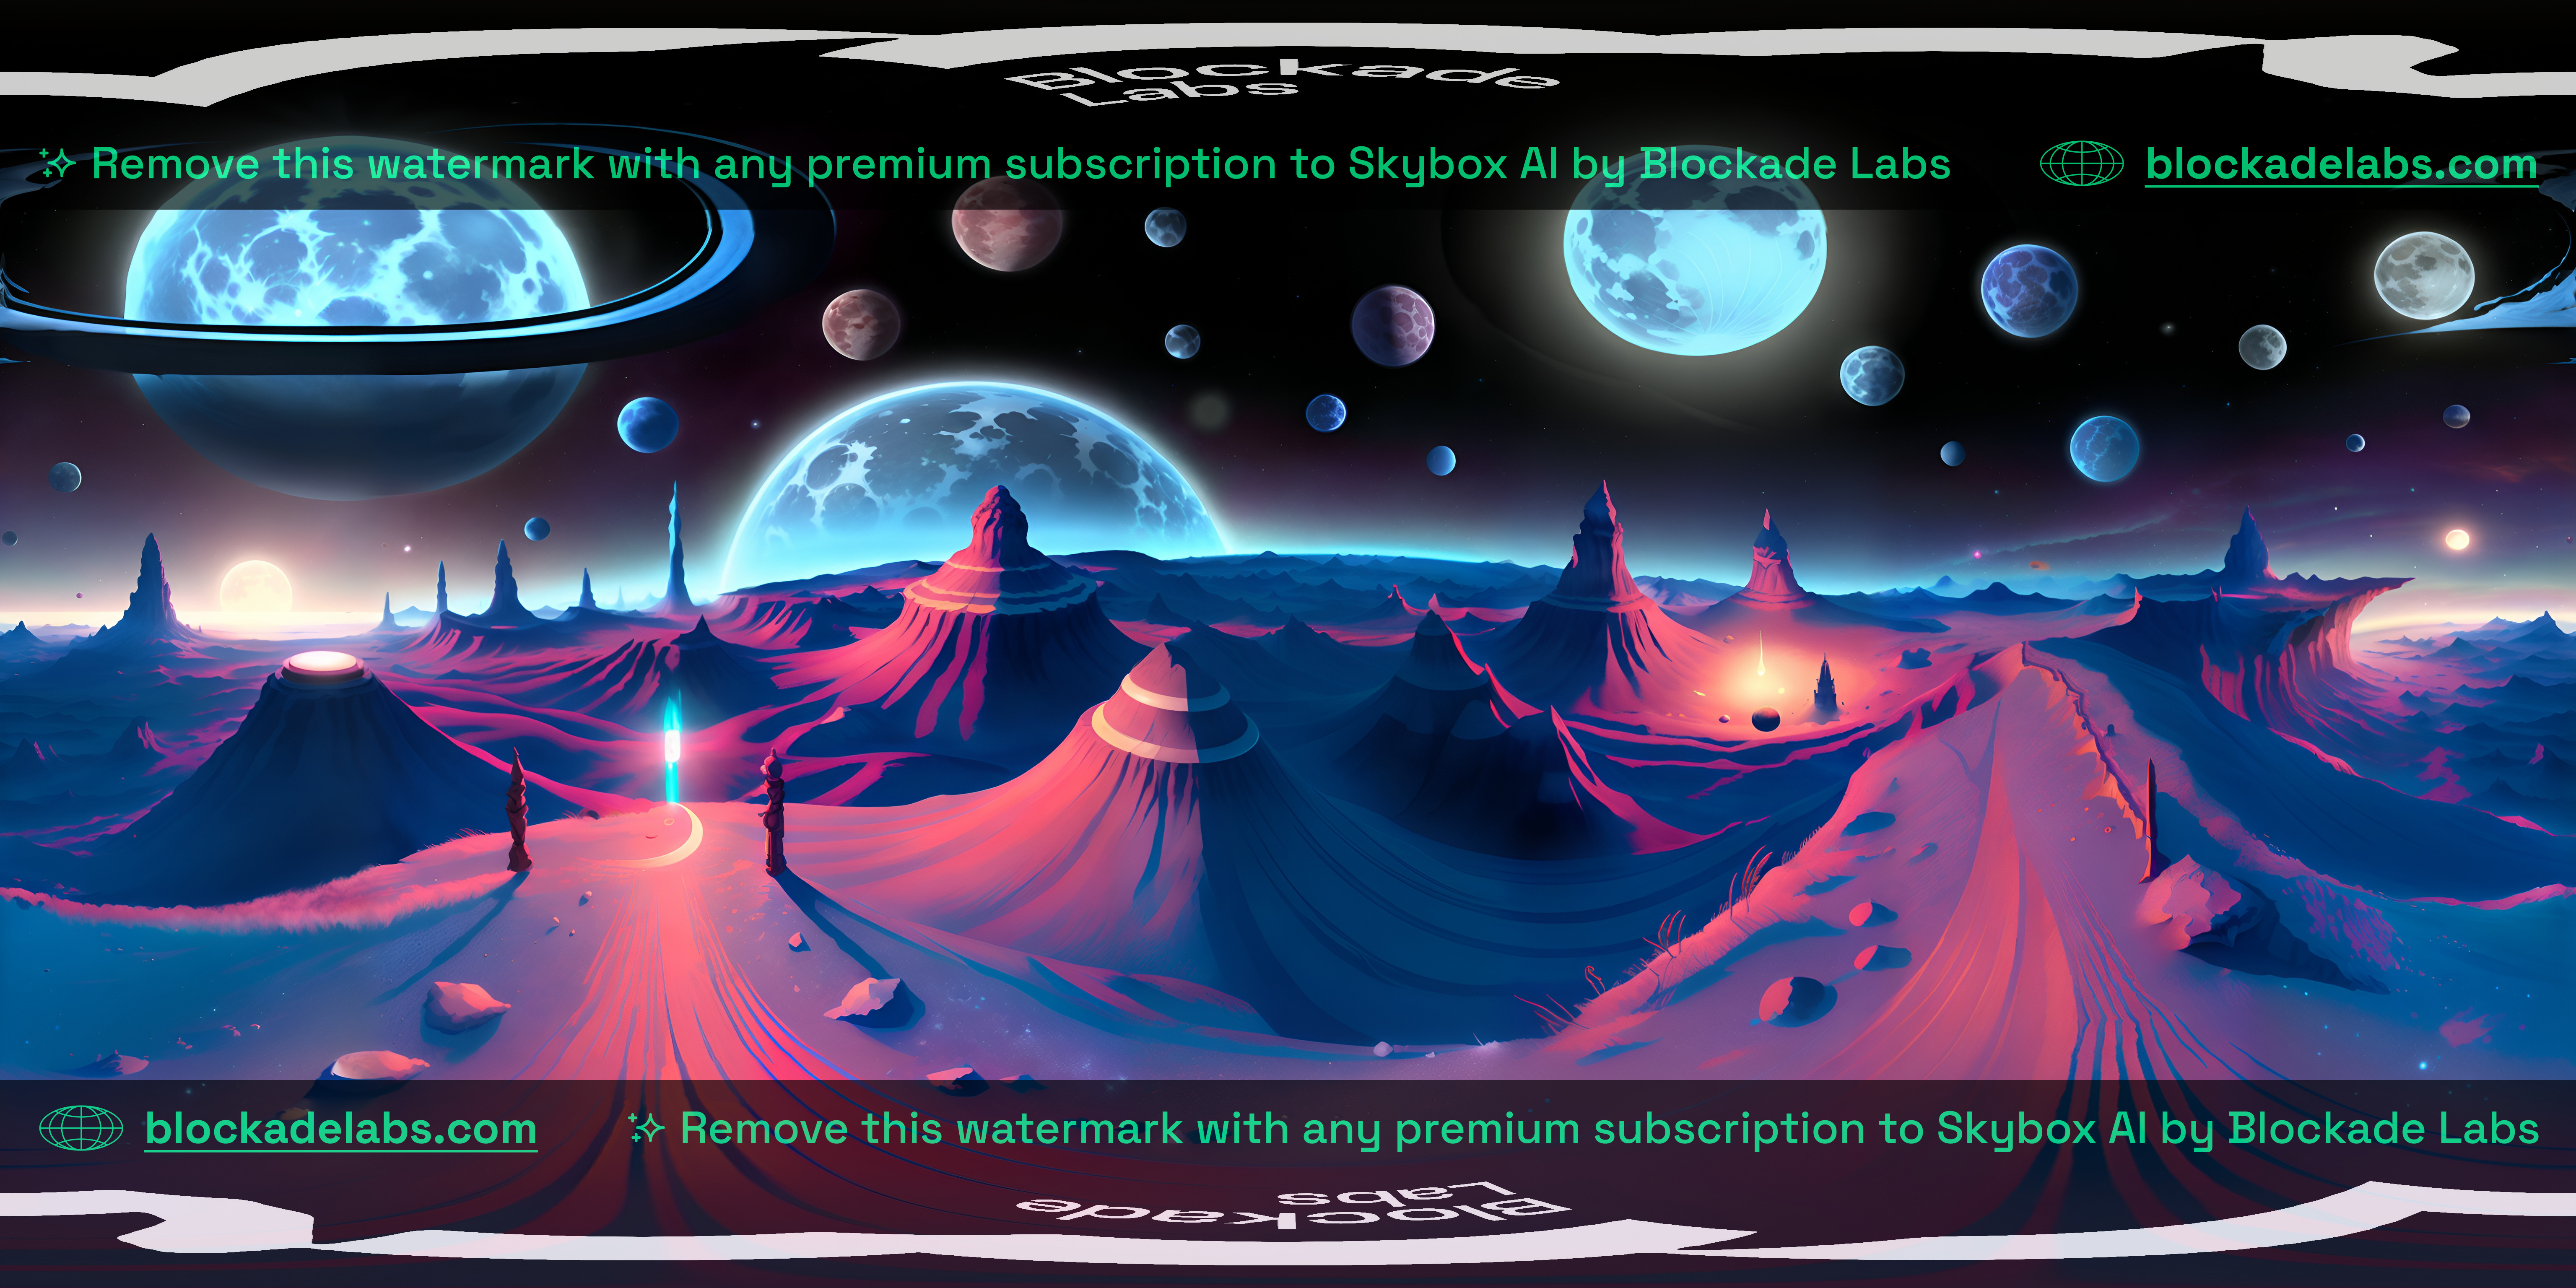 Blockade
Labs
Remove this watermark with any premium subscription to Skybox AI by Blockade Labs
blockadelabs.com
blockadelabs.com
Remove this watermark with any premium subscription to Skybox AI by Blockade Labs
Labs
Blockade